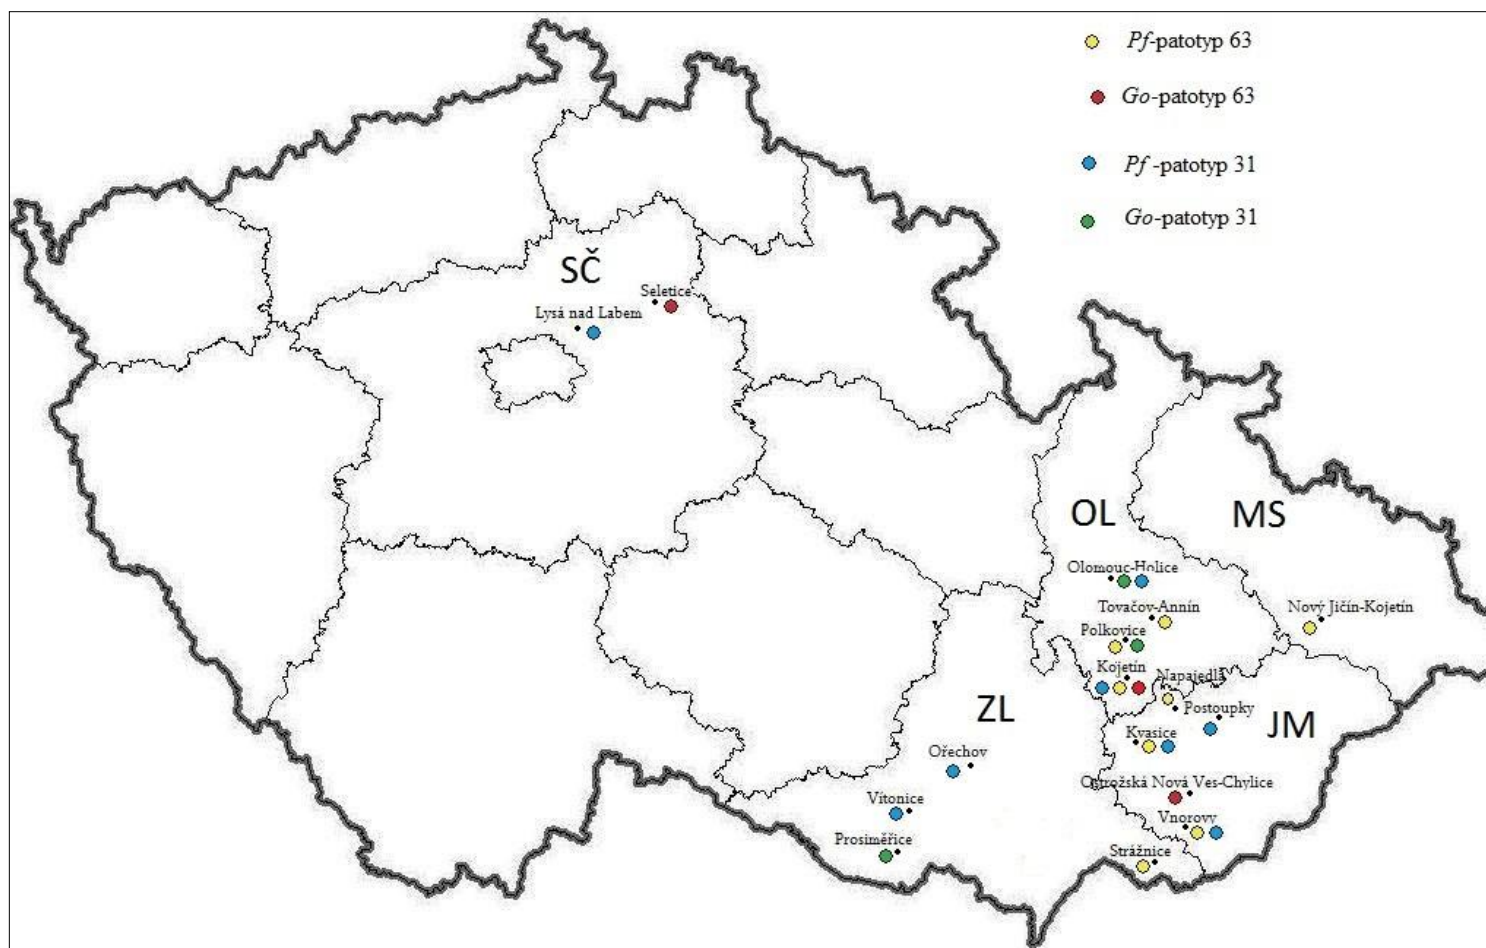 Pf-patotyp 63
Go-patotyp 63
Pf -patotyp 31
Go-patotyp 31
SČ
Seletice
Lysá nad Labem
OL
MS
Olomouc-Holice
Tovačov-Annín
Nový Jičín-Kojetín
Polkovice
Kojetín
Napajedla
ZL
Postoupky
JM
Kvasice
Ořechov
Ostrožská Nová Ves-Chylice
Vítonice
Vnorovy
Prosiměřice
Strážnice